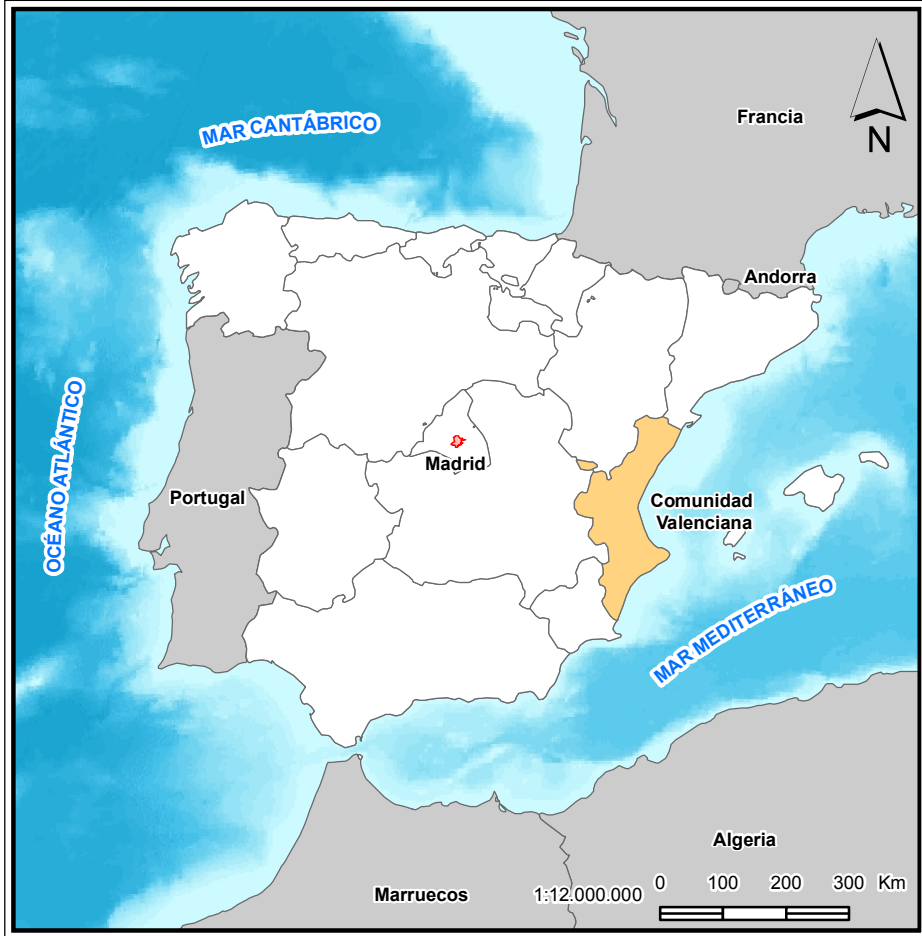 Francia
N
MAR CANTÁBRICO
Andorra
OCÉANO ATLÁNTICO
Madrid
Portugal
Comunidad
Valenciana
MAR MEDITERRÁNEO
Algeria
Marruecos
1:12.000.000
0 100 200 300 Km